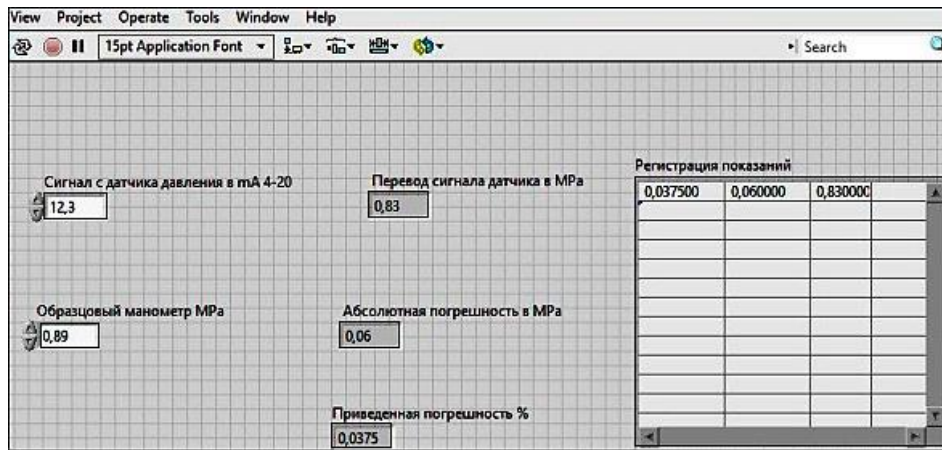 View Project Operate Tools Window Help
15pt Application Font Search
Регистрация показаний
Сигнал с датчика давления в mA 4-20 Перевод сигнала датчика в MPa
0,037500 0,060000 0,830000
12,3 0,83
Образцовый манометр MPa Абсолютная погрешность в MPa
0,89 0,06
Приведенная погрешность %
0,0375